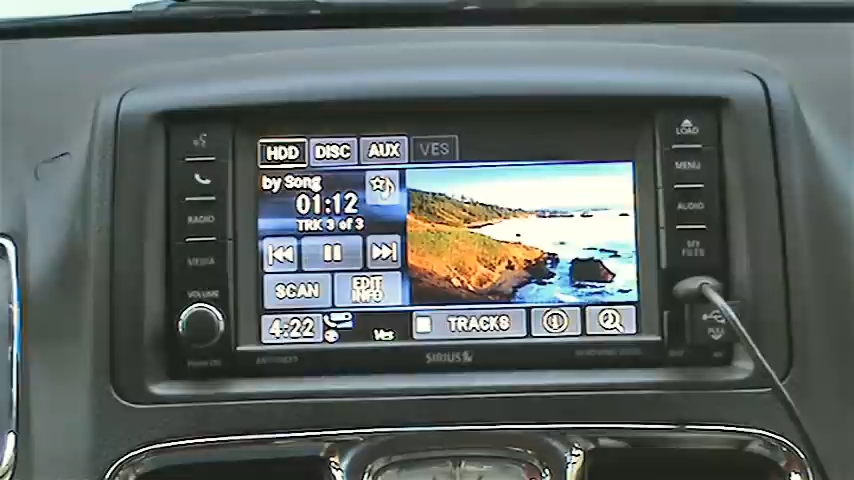 HDD DISC AUX VES
by Song
01:12
TRK 3 of 3
SCAN EDIT INFO
4:22 Ves TRACKS
RADIO
MEDIA
VOLUME
LOAD
MENU
AUDIO
MY FILES
PULL
SIRIUS